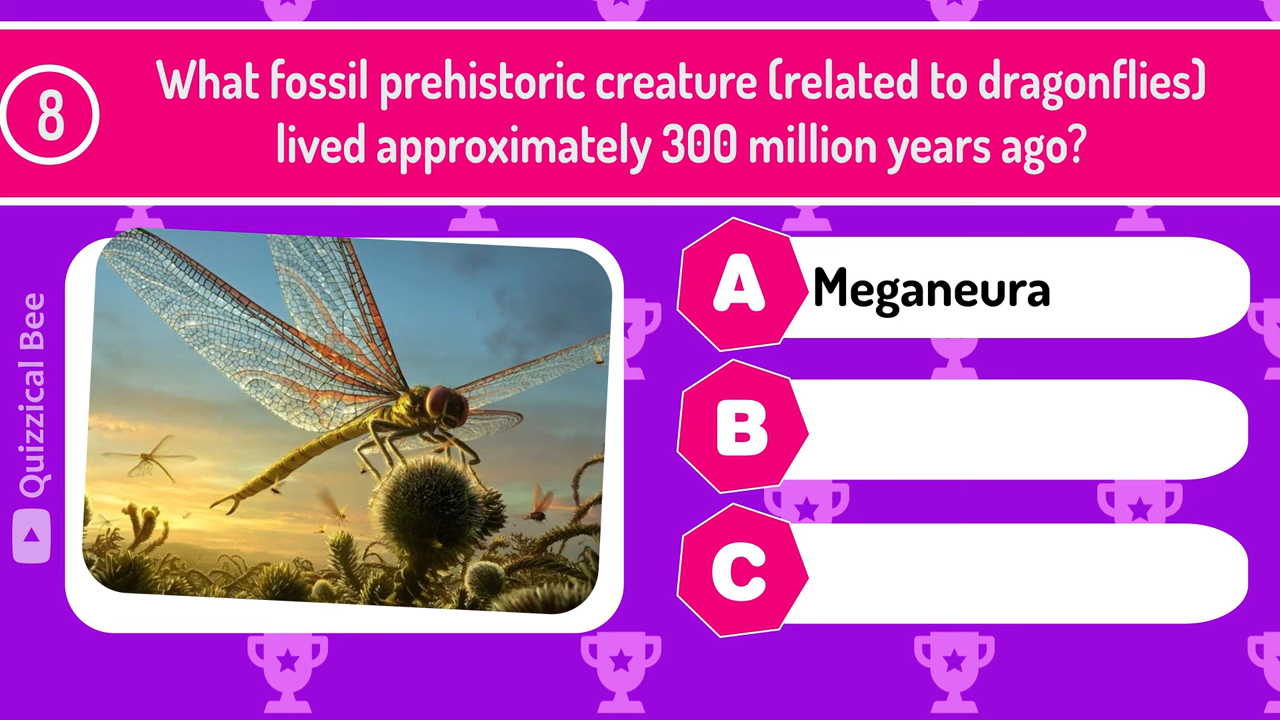 8
What fossil prehistoric creature (related to dragonflies)
lived approximately 300 million years ago?
Quizzical Bee
A
Meganeura
B
C